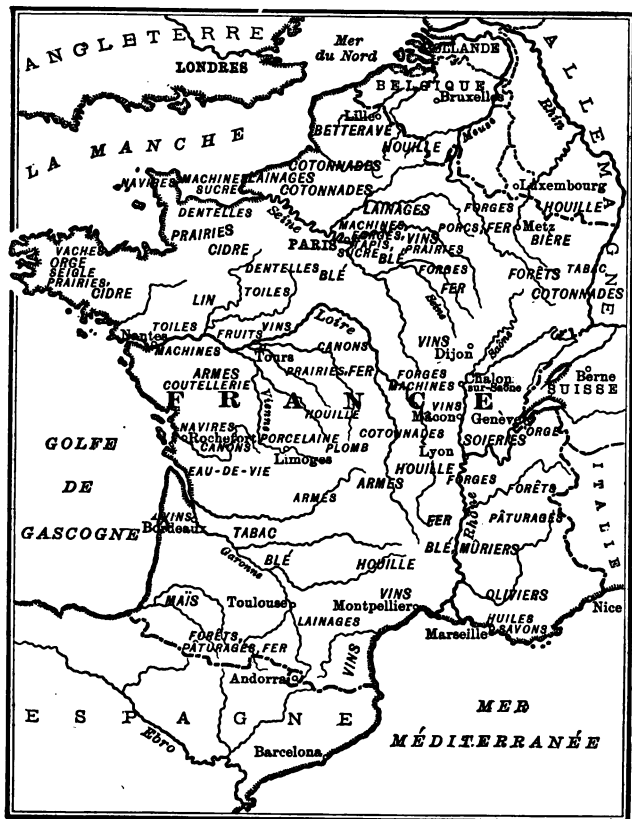 ANGLETERRE
LONDRES
Mer
du Nord
HOLLANDE
ALLEMAGNE
BELGIQUE
Bruxelles
Rhin
Lille
BETTERAVE
HOUILLE
Meuse
LA MANCHE
COTONNADES
NAVIRES
MACHINES
LAINAGES
SUCRE
COTONNADES
Luxembourg
DENTELLES
Seine
LAINAGES
FORGES
HOUILLE
MACHINES
PORCS, FER
Metz
PRAIRIES
PARIS
FORGES,
VINS
BIÈRE
TAPIS,
PRAIRIES
VACHES
CIDRE
SUCRE
BLÉ
ORGE
DENTELLES
BLÉ
FORGES
FORÊTS
TABAC
SEIGLE
FER
COTONNADES
PRAIRIES,
CIDRE
TOILES
LIN
Seine
Loire
VINS
Saône
TOILES
FRUITS
VINS
CANONS
Dijon
Nantes
MACHINES
Tours
PRAIRIES, FER
FORGES
Berne
ARMES
MACHINES
Chalon
SUISSE
COUTELLERIE
sur-Saône
FRANCE
Vienne
HOUILLE
VINS
Mâcon
Genève
NAVIRES
COTONNADES
SOIERIES
ORGE
Rochefort
PORCELAINE
CANONS
PLOMB
Lyon
Limoges
GOLFE
DE
GASCOGNE
EAU-DE-VIE
HOUILLE
ARMES
FORGES
FORÊTS
ITALIE
ARMES
VINS
Bordeaux
FER
Rhône
PÂTURAGES
TABAC
BLÉ, MÛRIERS
Garonne
BLÉ
HOUILLE
MAÏS
Toulouse
VINS
OLIVIERS
Montpellier
Nice
LAINAGES
HUILES
Marseille
SAVONS
FORÊTS,
PÂTURAGES, FER
VINS
Andorra
ESPAGNE
MER
MÉDITERRANÉE
Ebro
Barcelona